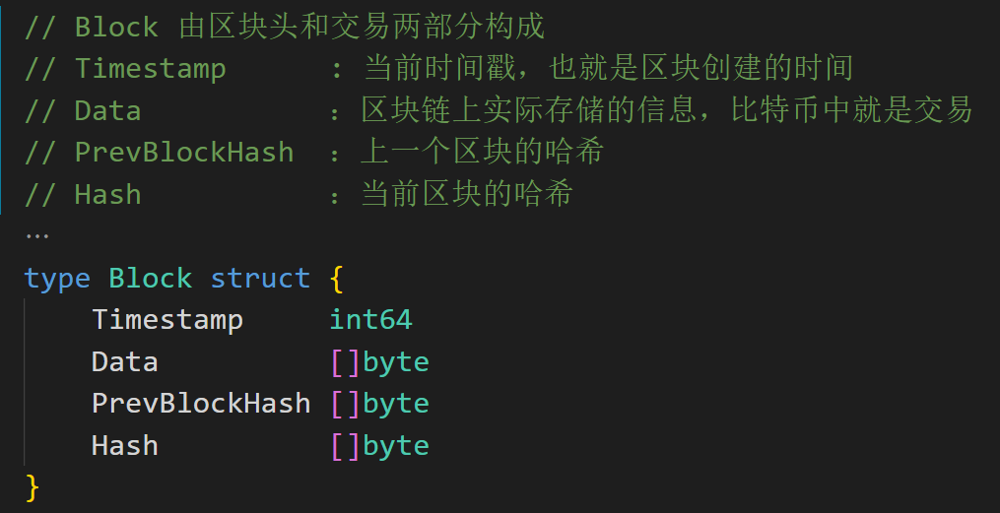 // Block 由区块头和交易两部分构成
// Timestamp : 当前时间戳，也就是区块创建的时间
// Data : 区块链上实际存储的信息，比特币中就是交易
// PrevBlockHash : 上一个区块的哈希
// Hash : 当前区块的哈希
...
type Block struct {
Timestamp int64
Data []byte
PrevBlockHash []byte
Hash []byte
}